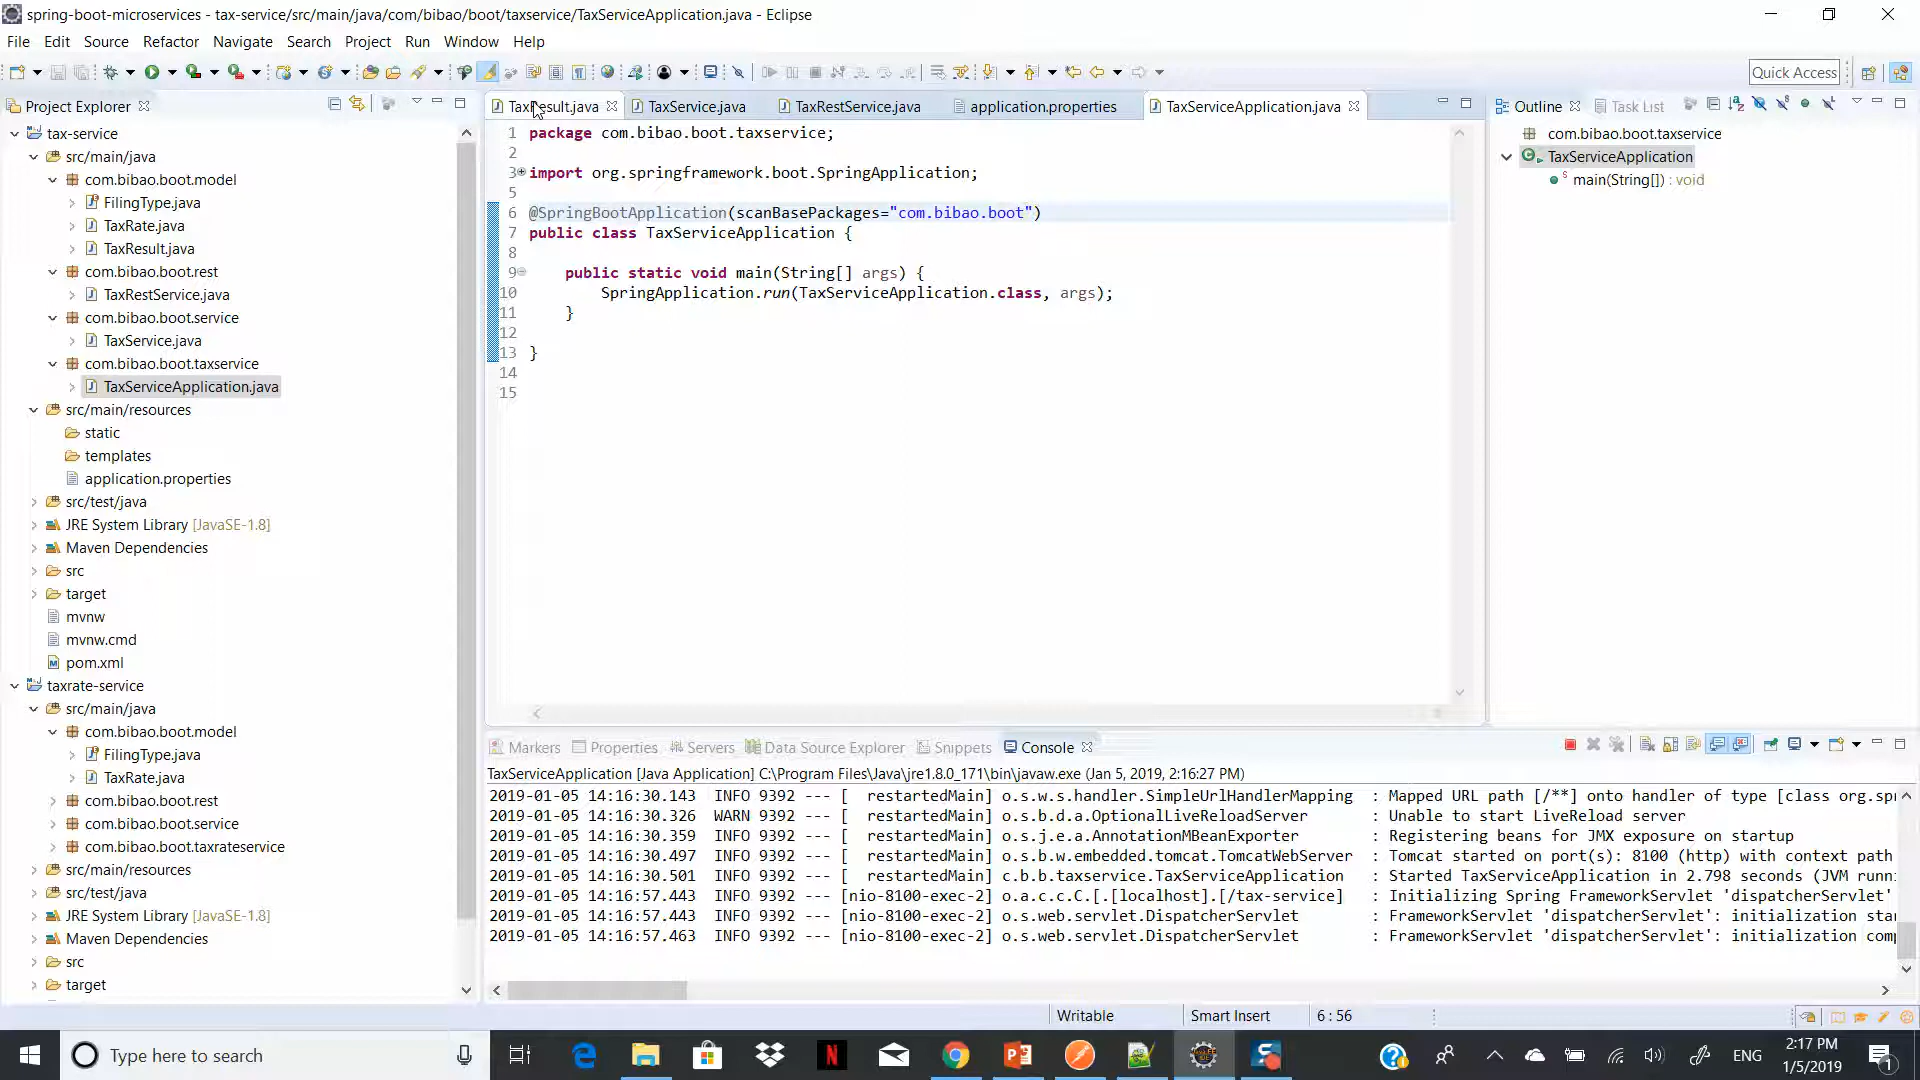 spring-boot-microservices - tax-service/src/main/java/com/bibao/boot/taxservice/TaxServiceApplication.java - Eclipse
File Edit Source Refactor Navigate Search Project Run Window Help
Quick Access
Project Explorer
tax-service
src/main/java
com.bibao.boot.model
FilingType.java
TaxRate.java
TaxResult.java
com.bibao.boot.rest
TaxRestService.java
com.bibao.boot.service
TaxService.java
com.bibao.boot.taxservice
TaxServiceApplication.java
src/main/resources
static
templates
application.properties
src/test/java
JRE System Library [JavaSE-1.8]
Maven Dependencies
src
target
mvnw
mvnw.cmd
pom.xml
taxrate-service
src/main/java
com.bibao.boot.model
FilingType.java
TaxRate.java
com.bibao.boot.rest
com.bibao.boot.service
com.bibao.boot.taxrateservice
src/main/resources
src/test/java
JRE System Library [JavaSE-1.8]
Maven Dependencies
src
target
TaxResult.java TaxService.java TaxRestService.java application.properties TaxServiceApplication.java
1 package com.bibao.boot.taxservice;
2
3 import org.springframework.boot.SpringApplication;
5
6 @SpringBootApplication(scanBasePackages="com.bibao.boot")
7 public class TaxServiceApplication {
8
9 public static void main(String[] args) {
10 SpringApplication.run(TaxServiceApplication.class, args);
11 }
12
13 }
14
15
Outline Task List
com.bibao.boot.taxservice
TaxServiceApplication
main(String[]) : void
Markers Properties Servers Data Source Explorer Snippets Console
TaxServiceApplication [Java Application] C:\Program Files\Java\jre1.8.0_171\bin\javaw.exe (Jan 5, 2019, 2:16:27 PM)
2019-01-05 14:16:30.143 INFO 9392 --- [ restartedMain] o.s.w.s.handler.SimpleUrlHandlerMapping : Mapped URL path [/**] onto handler of type [class org.spr
2019-01-05 14:16:30.326 WARN 9392 --- [ restartedMain] o.s.b.d.a.OptionalLiveReloadServer : Unable to start LiveReload server
2019-01-05 14:16:30.359 INFO 9392 --- [ restartedMain] o.s.j.e.a.AnnotationMBeanExporter : Registering beans for JMX exposure on startup
2019-01-05 14:16:30.497 INFO 9392 --- [ restartedMain] o.s.b.w.embedded.tomcat.TomcatWebServer : Tomcat started on port(s): 8100 (http) with context path
2019-01-05 14:16:30.501 INFO 9392 --- [ restartedMain] c.b.b.taxservice.TaxServiceApplication : Started TaxServiceApplication in 2.798 seconds (JVM runni
2019-01-05 14:16:57.443 INFO 9392 --- [nio-8100-exec-2] o.a.c.c.C.[.[localhost].[/tax-service] : Initializing Spring FrameworkServlet 'dispatcherServlet'
2019-01-05 14:16:57.443 INFO 9392 --- [nio-8100-exec-2] o.s.web.servlet.DispatcherServlet : FrameworkServlet 'dispatcherServlet': initialization star
2019-01-05 14:16:57.463 INFO 9392 --- [nio-8100-exec-2] o.s.web.servlet.DispatcherServlet : FrameworkServlet 'dispatcherServlet': initialization comp
Writable Smart Insert 6 : 56
Type here to search
ENG
2:17 PM
1/5/2019
1